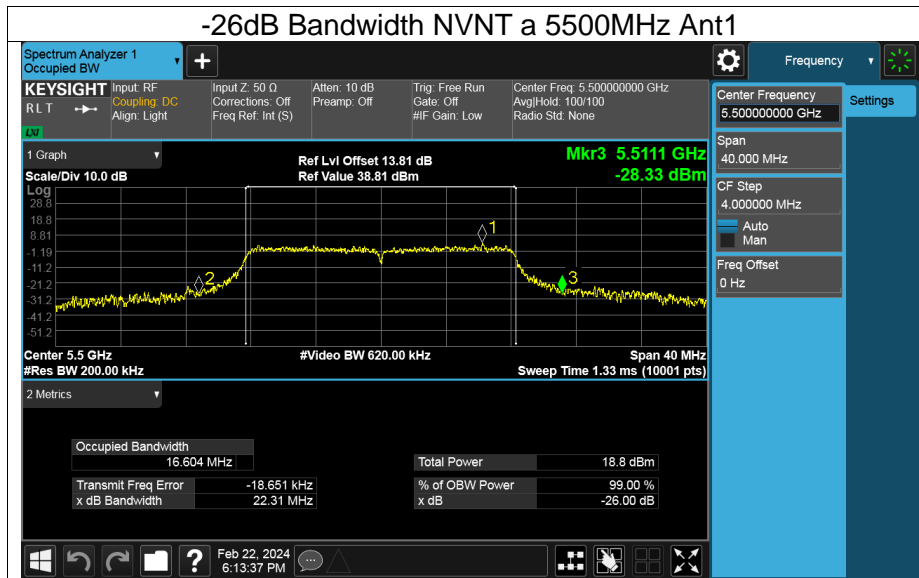 -26dB Bandwidth NVNT a 5500MHz Ant1
Spectrum Analyzer 1
Occupied BW
+
Frequency
KEYSIGHT
R L T
LXI
Input: RF
Coupling: DC
Align: Light
Input Z: 50 Ω
Corrections: Off
Freq Ref: Int (S)
Atten: 10 dB
Preamp: Off
Trig: Free Run
Gate: Off
#IF Gain: Low
Center Freq: 5.500000000 GHz
Avg|Hold: 100/100
Radio Std: None
Center Frequency
5.500000000 GHz
Settings
Span
40.000 MHz
CF Step
4.000000 MHz
Auto
Man
Freq Offset
0 Hz
1 Graph
Scale/Div 10.0 dB
Ref Lvl Offset 13.81 dB
Ref Value 38.81 dBm
Mkr3 5.5111 GHz
-28.33 dBm
Log
28.8
18.8
8.81
-1.19
-11.2
-21.2
-31.2
-41.2
-51.2
1
2
3
Center 5.5 GHz
#Res BW 200.00 kHz
#Video BW 620.00 kHz
Span 40 MHz
Sweep Time 1.33 ms (10001 pts)
2 Metrics
Occupied Bandwidth
16.604 MHz
Transmit Freq Error -18.651 kHz
x dB Bandwidth 22.31 MHz
Total Power 18.8 dBm
% of OBW Power 99.00 %
x dB -26.00 dB
?
Feb 22, 2024
6:13:37 PM